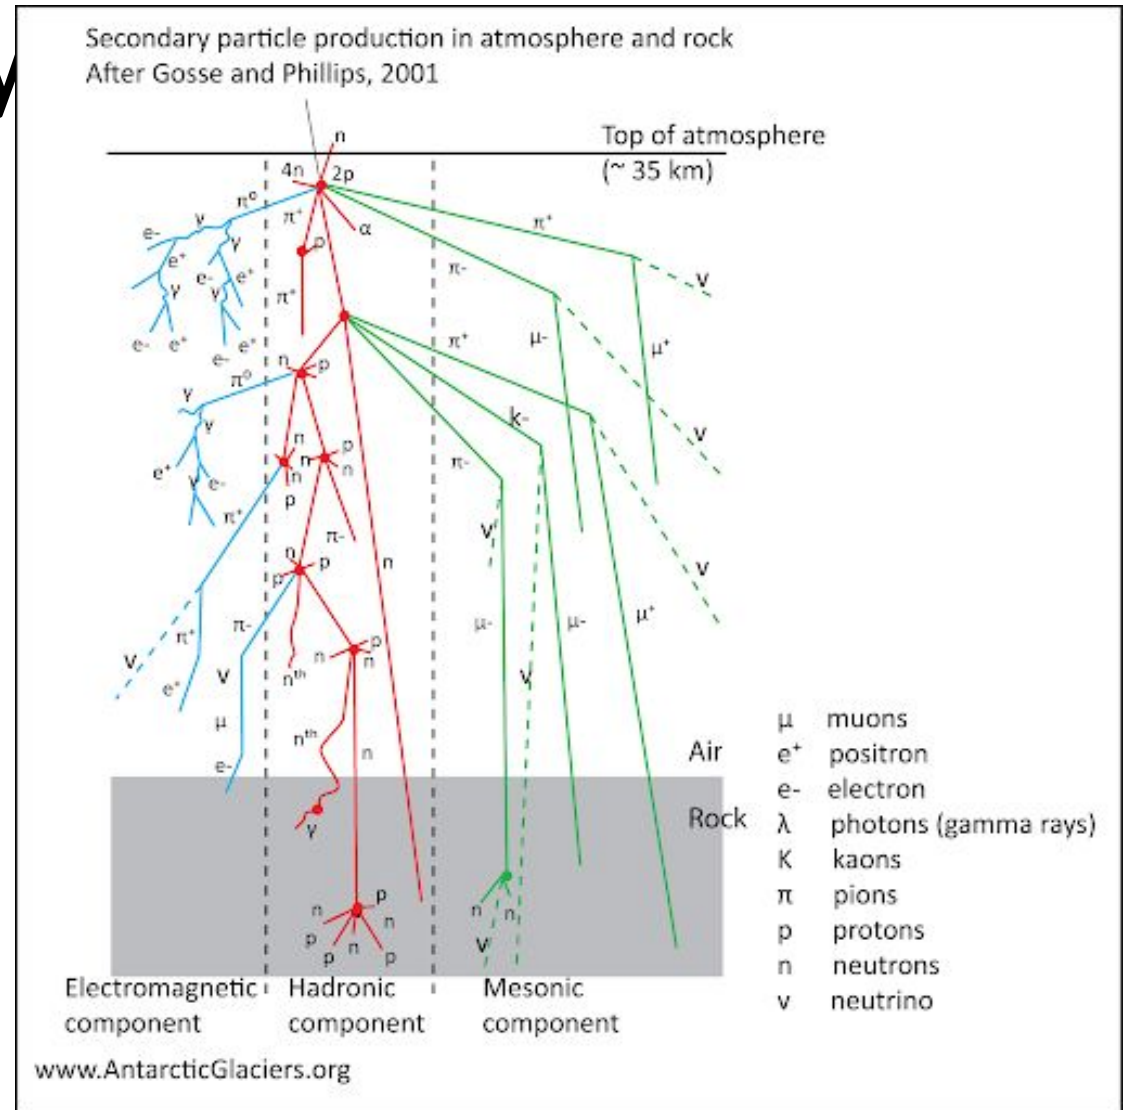 Secondary particle production in atmosphere and rock
After Gosse and Phillips, 2001
n
Top of atmosphere
(~ 35 km)
4n
2p
π⁰
π⁺
α
π⁺
γ
e-
p
γ
ν
e⁺
π-
e-
e⁺
γ
γ
π⁺
μ-
π⁺
μ⁺
e-
e⁺
e-
e⁺
n
p
π⁰
γ
k-
γ
n
p
ν
e⁺
n
n
π-
γ
e-
n
p
π⁺
ν
π-
n
n
ν
p
p
μ-
μ-
μ⁺
π⁺
π-
p
ν
n
n
ν
ν
e⁺
nᵗʰ
μ
nᵗʰ
n
e-
Air
Rock
γ
p
n
n
n
n
p
p
n
p
ν
μ muons
e⁺ positron
e- electron
λ photons (gamma rays)
K kaons
π pions
p protons
n neutrons
ν neutrino
Electromagnetic component
Hadronic component
Mesonic component
www.AntarcticGlaciers.org